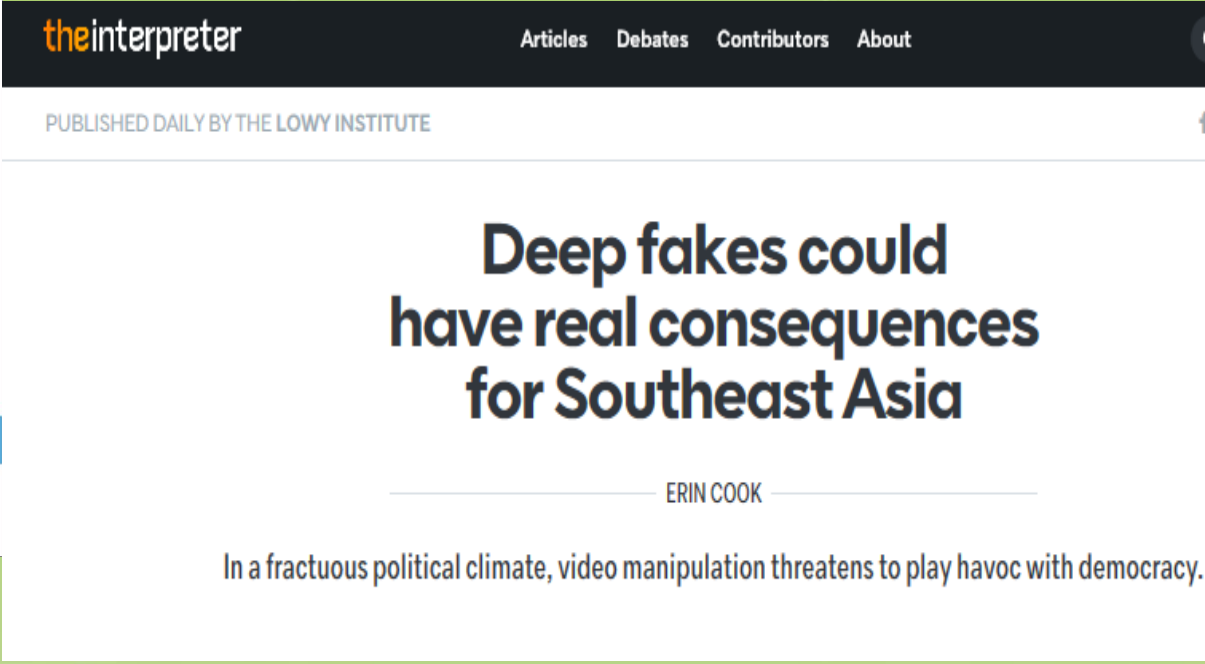 theinterpreter
Articles Debates Contributors About
PUBLISHED DAILY BY THE LOWY INSTITUTE
Deep fakes could
have real consequences
for Southeast Asia
ERIN COOK
In a fractuous political climate, video manipulation threatens to play havoc with democracy.